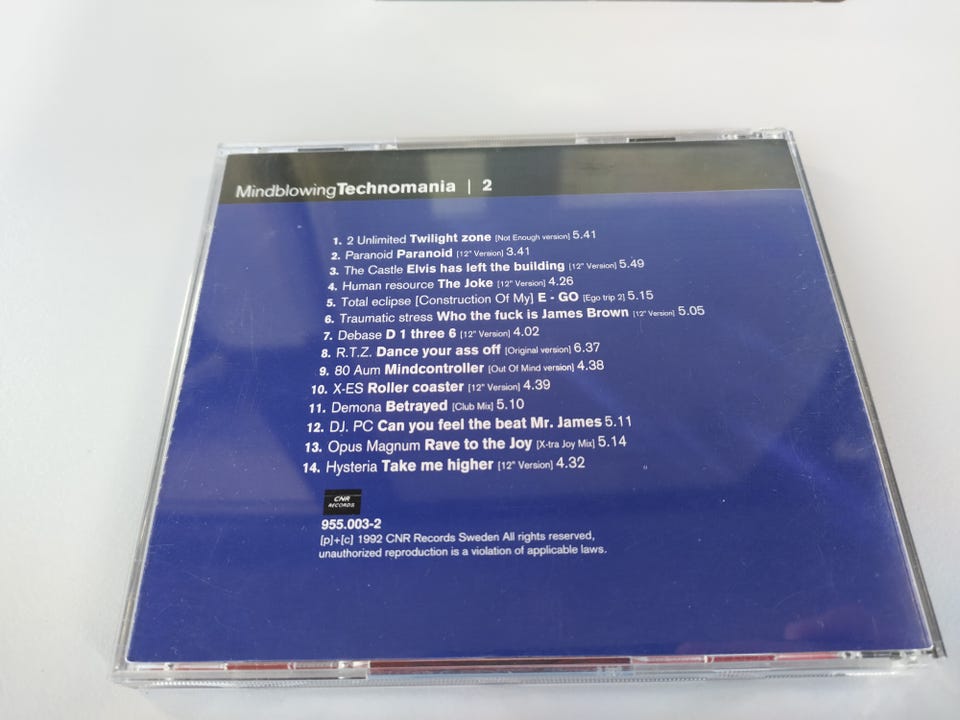 MindblowingTechnomania | 2
1. 2 Unlimited Twilight zone [Not Enough version] 5.41
2. Paranoid Paranoid [12" Version] 3.41
3. The Castle Elvis has left the building [12" Version] 5.49
4. Human resource The Joke [12" Version] 4.26
5. Total eclipse [Construction Of My] E - GO [Ego trip 2] 5.15
6. Traumatic stress Who the fuck is James Brown [12" Version] 5.05
7. Debase D 1 three 6 [12" Version] 4.02
8. R.T.Z. Dance your ass off [Original version] 6.37
9. 80 Aum Mindcontroller [Out Of Mind version] 4.38
10. X-ES Roller coaster [12" Version] 4.39
11. Demona Betrayed [Club Mix] 5.10
12. DJ. PC Can you feel the beat Mr. James 5.11
13. Opus Magnum Rave to the Joy [X-tra Joy Mix] 5.14
14. Hysteria Take me higher [12" Version] 4.32
CNR
RECORDS
955.003-2
[p]+[c] 1992 CNR Records Sweden All rights reserved,
unauthorized reproduction is a violation of applicable laws.